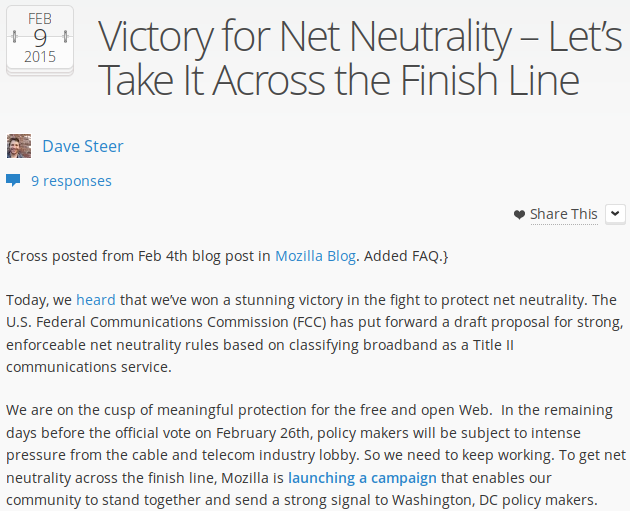 FEB
9
2015
Victory for Net Neutrality – Let’s
Take It Across the Finish Line
Dave Steer
9 responses
Share This
{Cross posted from Feb 4th blog post in Mozilla Blog. Added FAQ.}
Today, we heard that we’ve won a stunning victory in the fight to protect net neutrality. The
U.S. Federal Communications Commission (FCC) has put forward a draft proposal for strong,
enforceable net neutrality rules based on classifying broadband as a Title II
communications service.
We are on the cusp of meaningful protection for the free and open Web.  In the remaining
days before the official vote on February 26th, policy makers will be subject to intense
pressure from the cable and telecom industry lobby. So we need to keep working. To get net
neutrality across the finish line, Mozilla is launching a campaign that enables our
community to stand together and send a strong signal to Washington, DC policy makers.